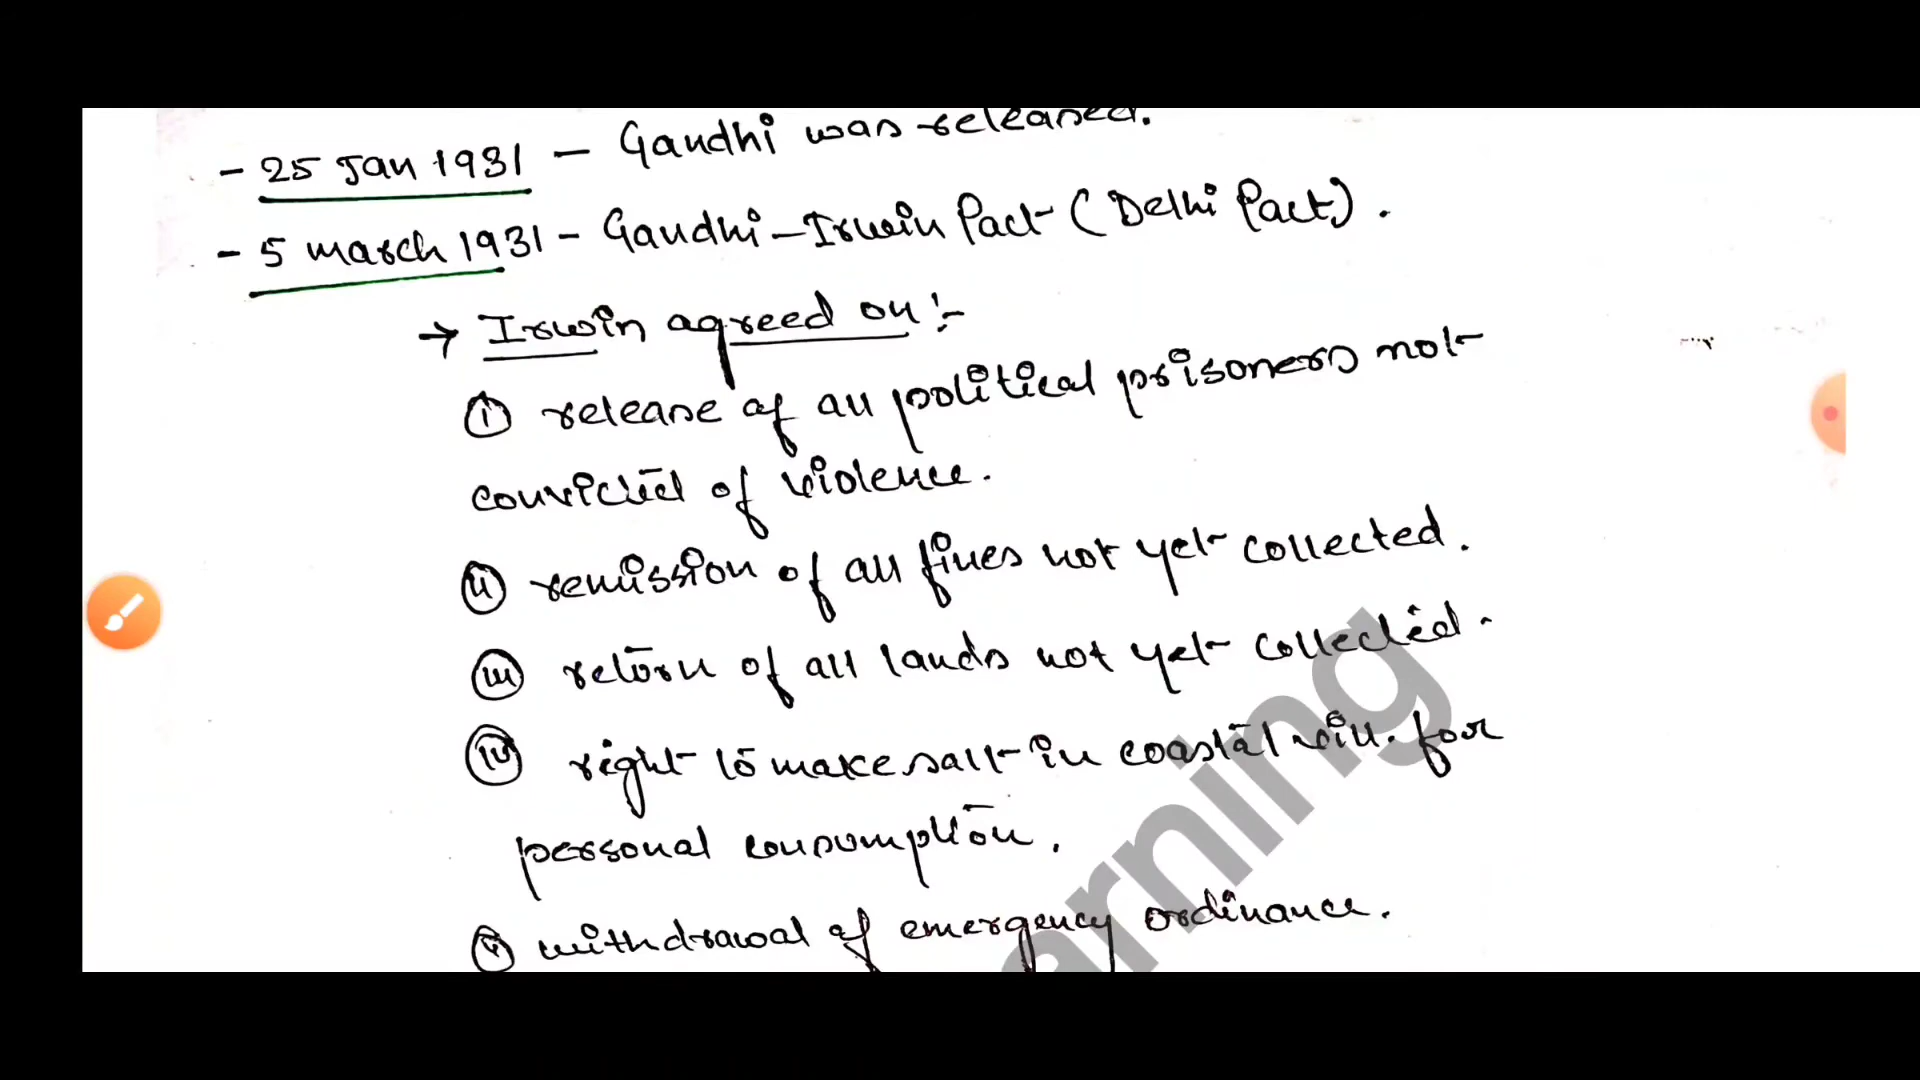 - 25 Jan 1931 - Gandhi was released.
- 5 march 1931 - Gandhi-Irwin Pact (Delhi Pact).
→ Irwin agreed on :-
(i) release of all political prisoners not
convicted of violence.
(ii) remission of all fines not yet collected.
(iii) return of all lands not yet collected.
(iv) right to make salt in coastal vill. for
personal consumption.
(v) withdrawal of emergency ordinance.
arning